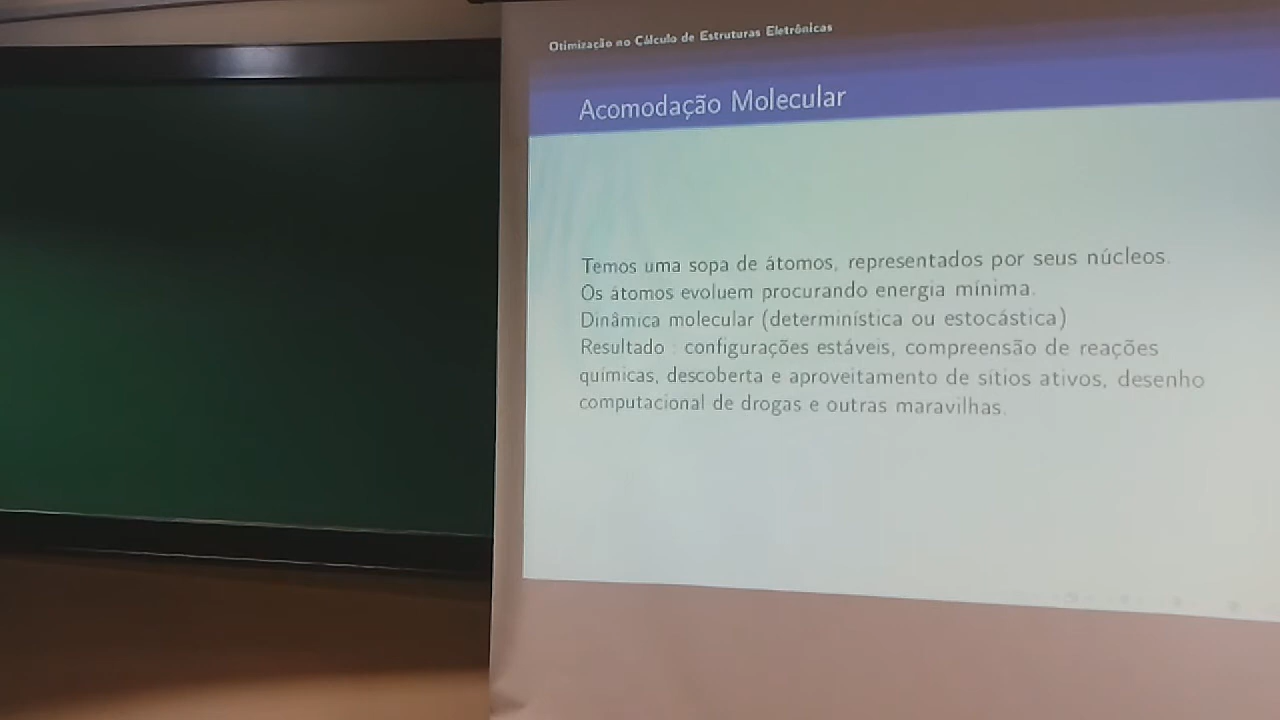 Otimização no Cálculo de Estruturas Eletrônicas
Acomodação Molecular
Temos uma sopa de átomos, representados por seus núcleos.
Os átomos evoluem procurando energia mínima.
Dinâmica molecular (determinística ou estocástica)
Resultado : configurações estáveis, compreensão de reações
químicas, descoberta e aproveitamento de sítios ativos, desenho
computacional de drogas e outras maravilhas.